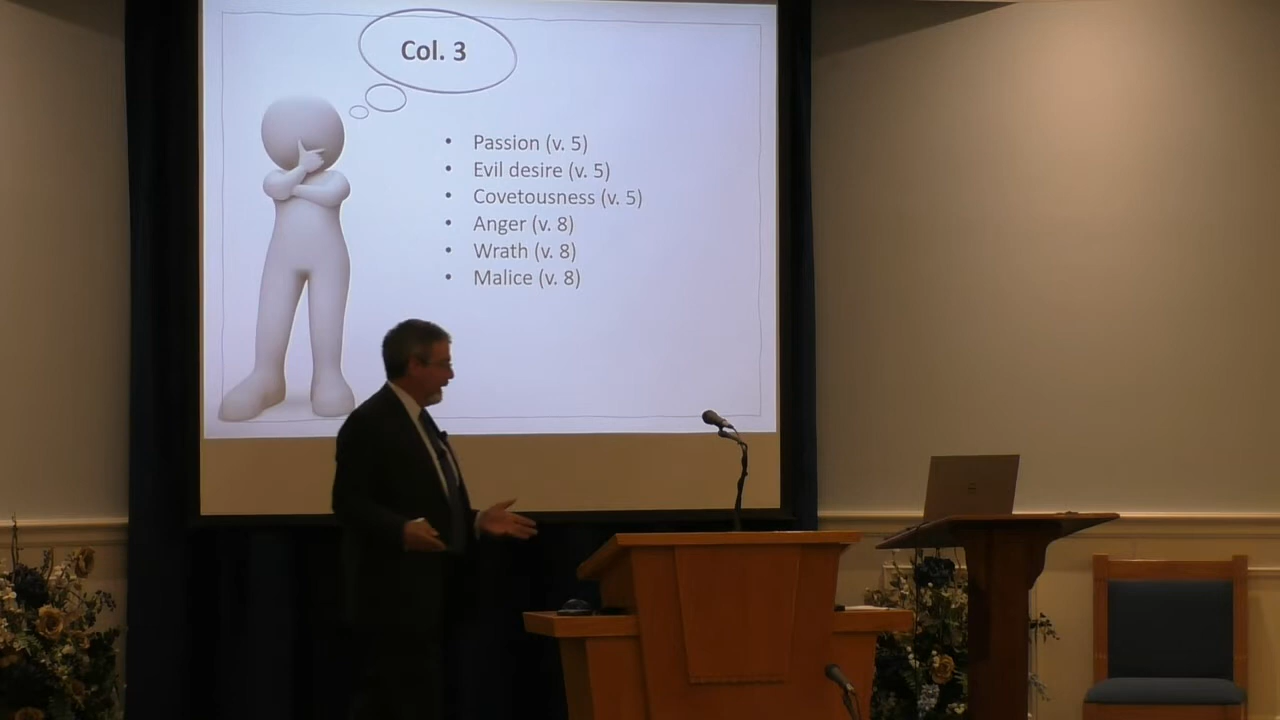 Col. 3
• Passion (v. 5)
• Evil desire (v. 5)
• Covetousness (v. 5)
• Anger (v. 8)
• Wrath (v. 8)
• Malice (v. 8)